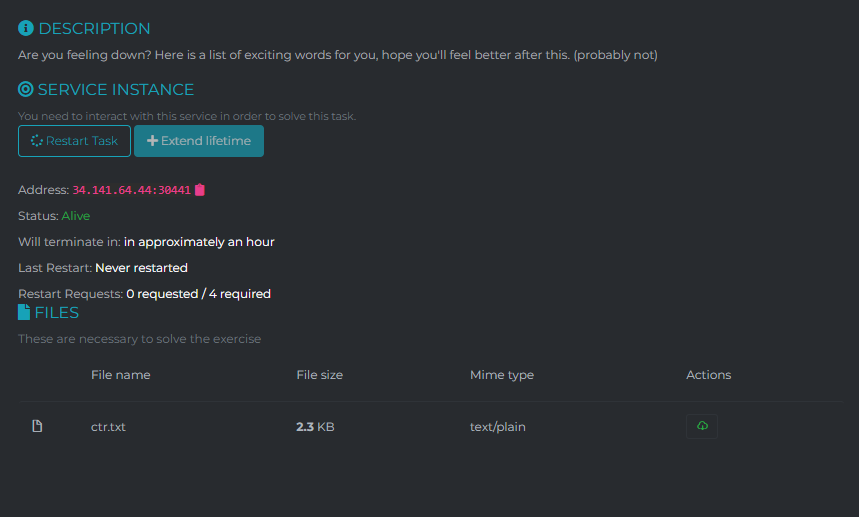 DESCRIPTION
Are you feeling down? Here is a list of exciting words for you, hope you'll feel better after this. (probably not)
SERVICE INSTANCE
You need to interact with this service in order to solve this task.
Restart Task Extend lifetime
Address: 34.141.64.44:30441
Status: Alive
Will terminate in: in approximately an hour
Last Restart: Never restarted
Restart Requests: 0 requested / 4 required
FILES
These are necessary to solve the exercise
File name File size Mime type Actions
ctr.txt 2.3 KB text/plain